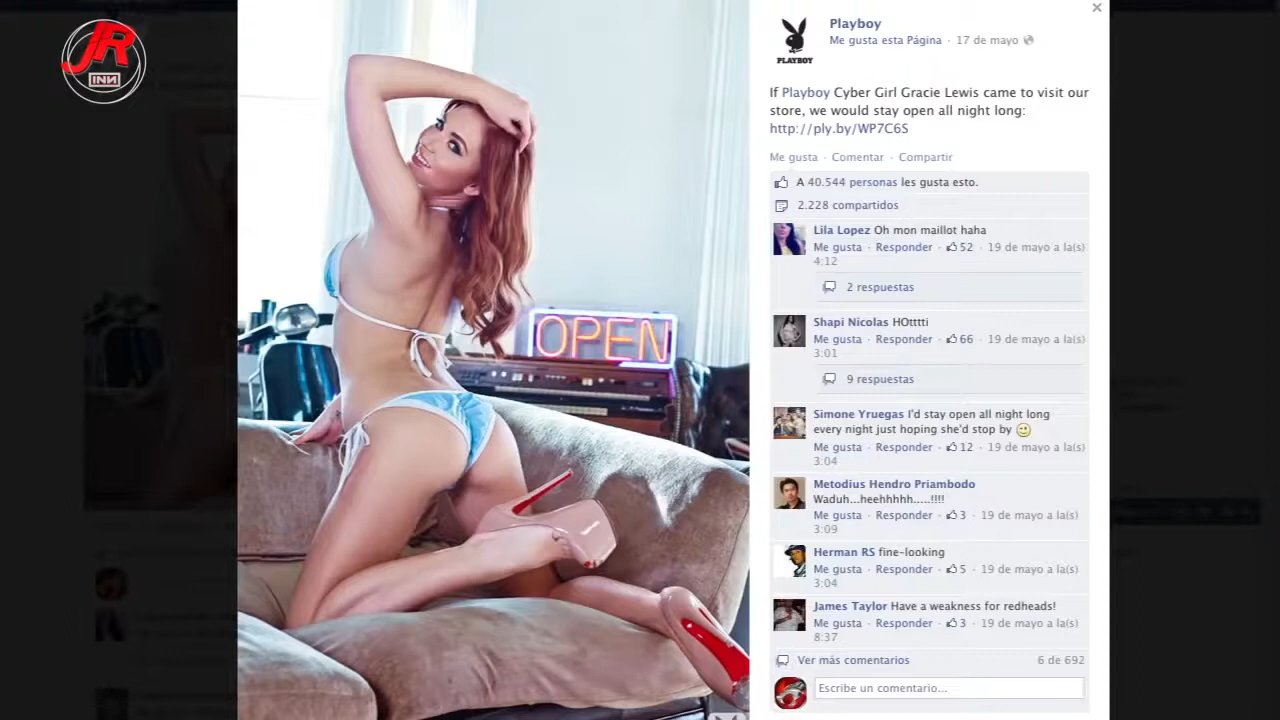 JR
INN
OPEN
Playboy
Me gusta esta Página · 17 de mayo
PLAYBOY
If Playboy Cyber Girl Gracie Lewis came to visit our
store, we would stay open all night long:
http://ply.by/WP7C6S
Me gusta · Comentar · Compartir
A 40.544 personas les gusta esto.
2.228 compartidos
Lila Lopez Oh mon maillot haha
Me gusta · Responder · 52 · 19 de mayo a la(s)
4:12
2 respuestas
Shapi Nicolas HOtttti
Me gusta · Responder · 66 · 19 de mayo a la(s)
3:01
9 respuestas
Simone Yruegas I'd stay open all night long
every night just hoping she'd stop by
Me gusta · Responder · 12 · 19 de mayo a la(s)
3:04
Metodius Hendro Priambodo
Waduh...heehhhhh.....!!!!
Me gusta · Responder · 3 · 19 de mayo a la(s)
3:09
Herman RS fine-looking
Me gusta · Responder · 5 · 19 de mayo a la(s)
3:04
James Taylor Have a weakness for redheads!
Me gusta · Responder · 3 · 19 de mayo a la(s)
8:37
Ver más comentarios 6 de 692
Escribe un comentario...